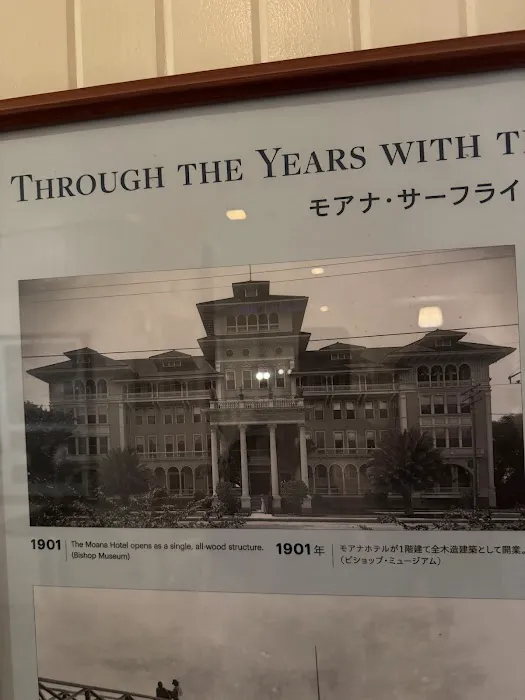 THROUGH THE YEARS WITH
モアナ・サーフライ
1901 The Moana Hotel opens as a single, all-wood structure.
(Bishop Museum)
1901年 モアナホテルが1階建て全木造建築として開業。
(ビショップ・ミュージアム)